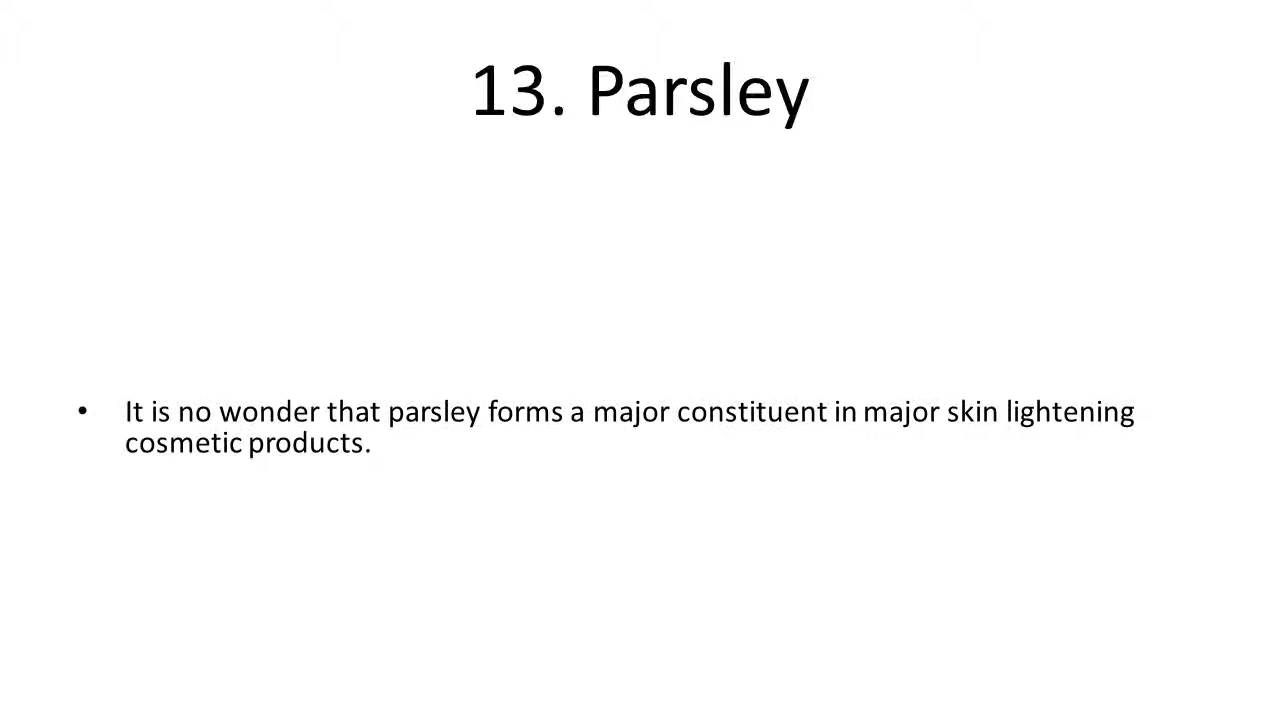 13. Parsley
• It is no wonder that parsley forms a major constituent in major skin lightening
cosmetic products.